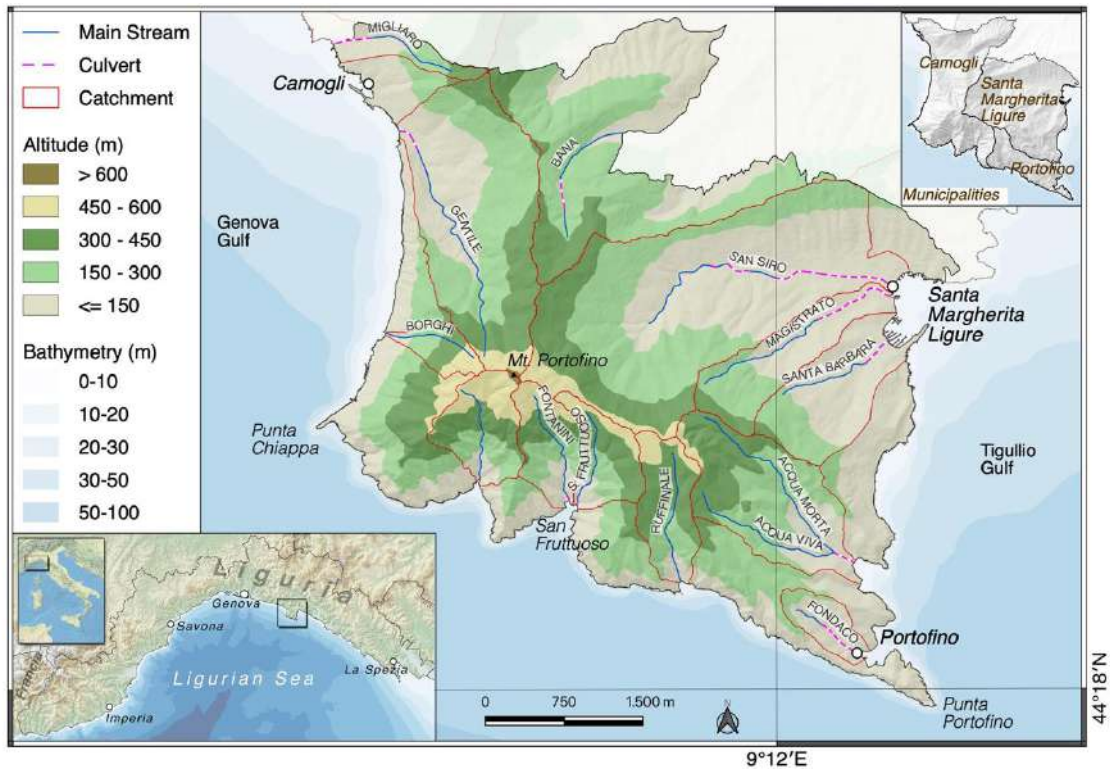 Main Stream
Culvert
Catchment
Altitude (m)
> 600
450 - 600
300 - 450
150 - 300
<= 150
Bathymetry (m)
0-10
10-20
20-30
30-50
50-100
MIGLIARO
Camogli
BANA
GENTILE
Genova
Gulf
SAN SIRO
Santa
Margherita
Ligure
MAGISTRATO
SANTA BARBARA
BORGHI
Mt. Portofino
FONTANINI
S. FRUTTUOSO
Punta
Chiappa
San
Fruttuoso
RUFFINALE
ACQUA MORTA
ACQUA VIVA
Tigullio
Gulf
FONDACO
Portofino
Punta
Portofino
Camogli
Santa
Margherita
Ligure
Portofino
Municipalities
Liguria
Genova
Savona
La Spezia
Imperia
Francia
Ligurian Sea
0 750 1.500 m
N
9°12′E
44°18′N